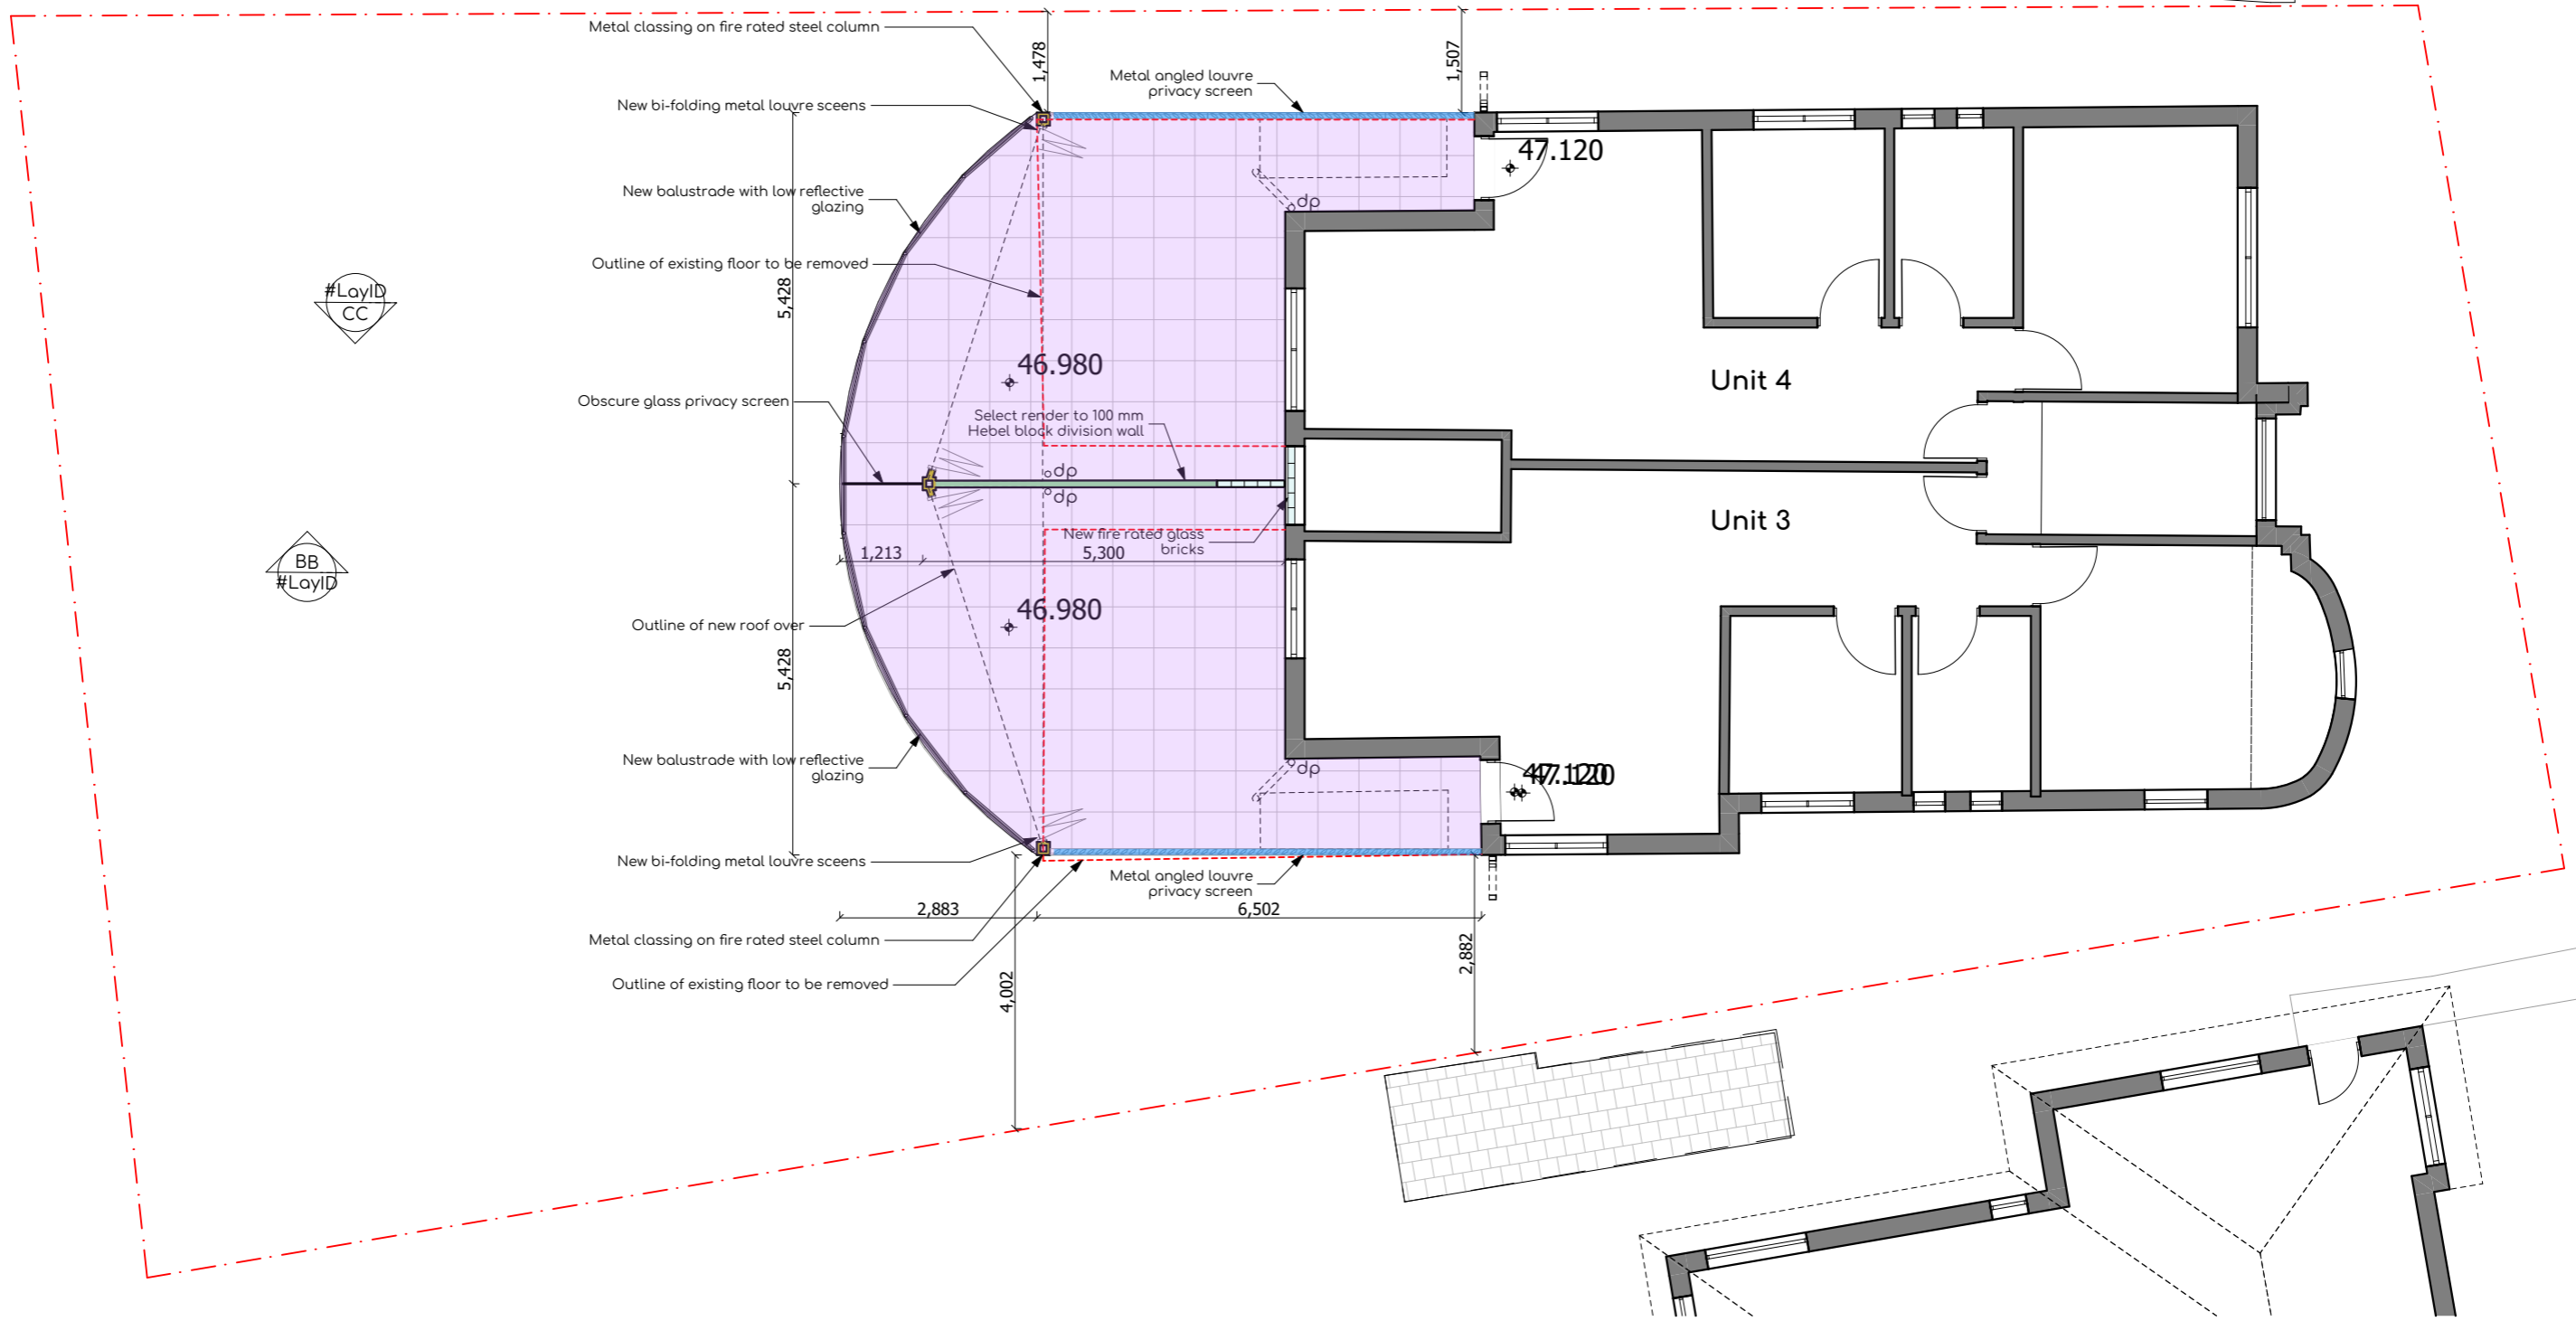 Metal classing on fire rated steel column
1,478
1,507
Metal angled louvre
privacy screen
New bi-folding metal louvre sceens
47.120
New balustrade with low reflective
glazing
dp
Outline of existing floor to be removed
5,428
#LayID
CC
46.980
Unit 4
Obscure glass privacy screen
Select render to 100 mm
Hebel block division wall
dp
dp
Unit 3
New fire rated glass
bricks
1,213
5,300
BB
#LayID
46.980
Outline of new roof over
5,428
New balustrade with low reflective
glazing
dp
47.120
47.120
New bi-folding metal louvre sceens
Metal angled louvre
privacy screen
2,883
6,502
Metal classing on fire rated steel column
2,882
Outline of existing floor to be removed
4,002